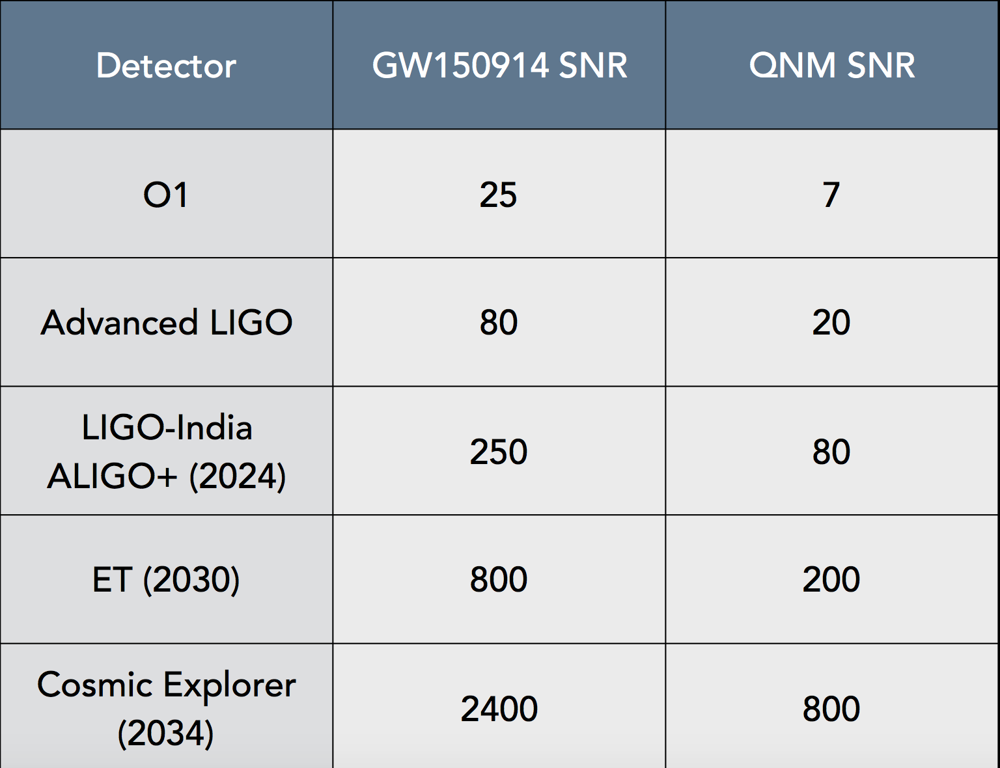 Detector GW150914 SNR QNM SNR
O1 25 7
Advanced LIGO 80 20
LIGO-India
ALIGO+ (2024) 250 80
ET (2030) 800 200
Cosmic Explorer
(2034) 2400 800